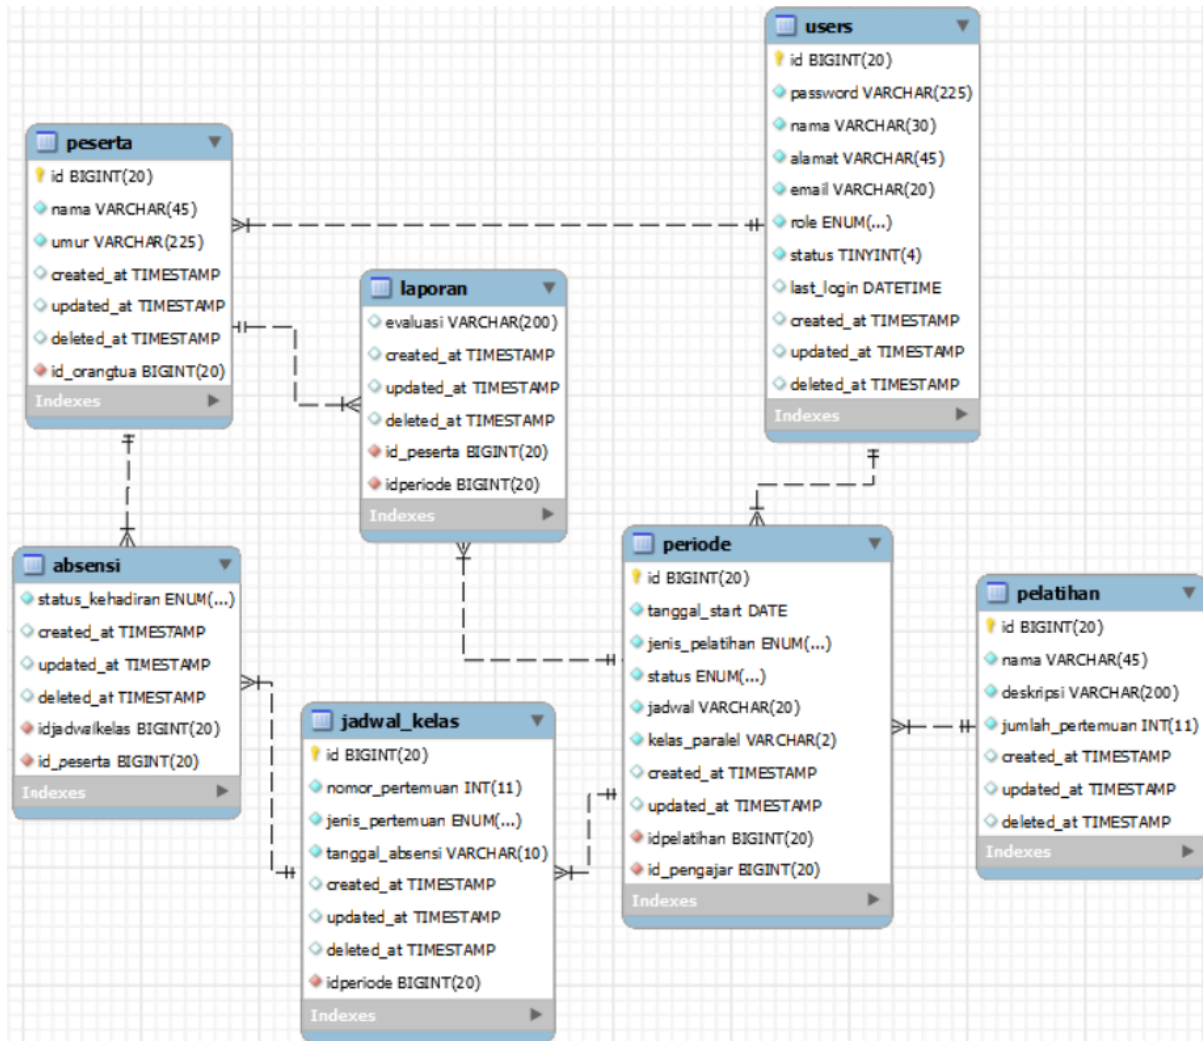 users
id BIGINT(20)
password VARCHAR(225)
nama VARCHAR(30)
alamat VARCHAR(45)
email VARCHAR(20)
role ENUM(...)
status TINYINT(4)
last_login DATETIME
created_at TIMESTAMP
updated_at TIMESTAMP
deleted_at TIMESTAMP
Indexes
peserta
id BIGINT(20)
nama VARCHAR(45)
umur VARCHAR(225)
created_at TIMESTAMP
updated_at TIMESTAMP
deleted_at TIMESTAMP
id_orangtua BIGINT(20)
Indexes
laporan
evaluasi VARCHAR(200)
created_at TIMESTAMP
updated_at TIMESTAMP
deleted_at TIMESTAMP
id_peserta BIGINT(20)
idperiode BIGINT(20)
Indexes
absensi
status_kehadiran ENUM(...)
created_at TIMESTAMP
updated_at TIMESTAMP
deleted_at TIMESTAMP
idjadwalkelas BIGINT(20)
id_peserta BIGINT(20)
Indexes
jadwal_kelas
id BIGINT(20)
nomor_pertemuan INT(11)
jenis_pertemuan ENUM(...)
tanggal_absensi VARCHAR(10)
created_at TIMESTAMP
updated_at TIMESTAMP
deleted_at TIMESTAMP
idperiode BIGINT(20)
Indexes
periode
id BIGINT(20)
tanggal_start DATE
jenis_pelatihan ENUM(...)
status ENUM(...)
jadwal VARCHAR(20)
kelas_paralel VARCHAR(2)
created_at TIMESTAMP
updated_at TIMESTAMP
idpelatihan BIGINT(20)
id_pengajar BIGINT(20)
Indexes
pelatihan
id BIGINT(20)
nama VARCHAR(45)
deskripsi VARCHAR(200)
jumlah_pertemuan INT(11)
created_at TIMESTAMP
updated_at TIMESTAMP
deleted_at TIMESTAMP
Indexes